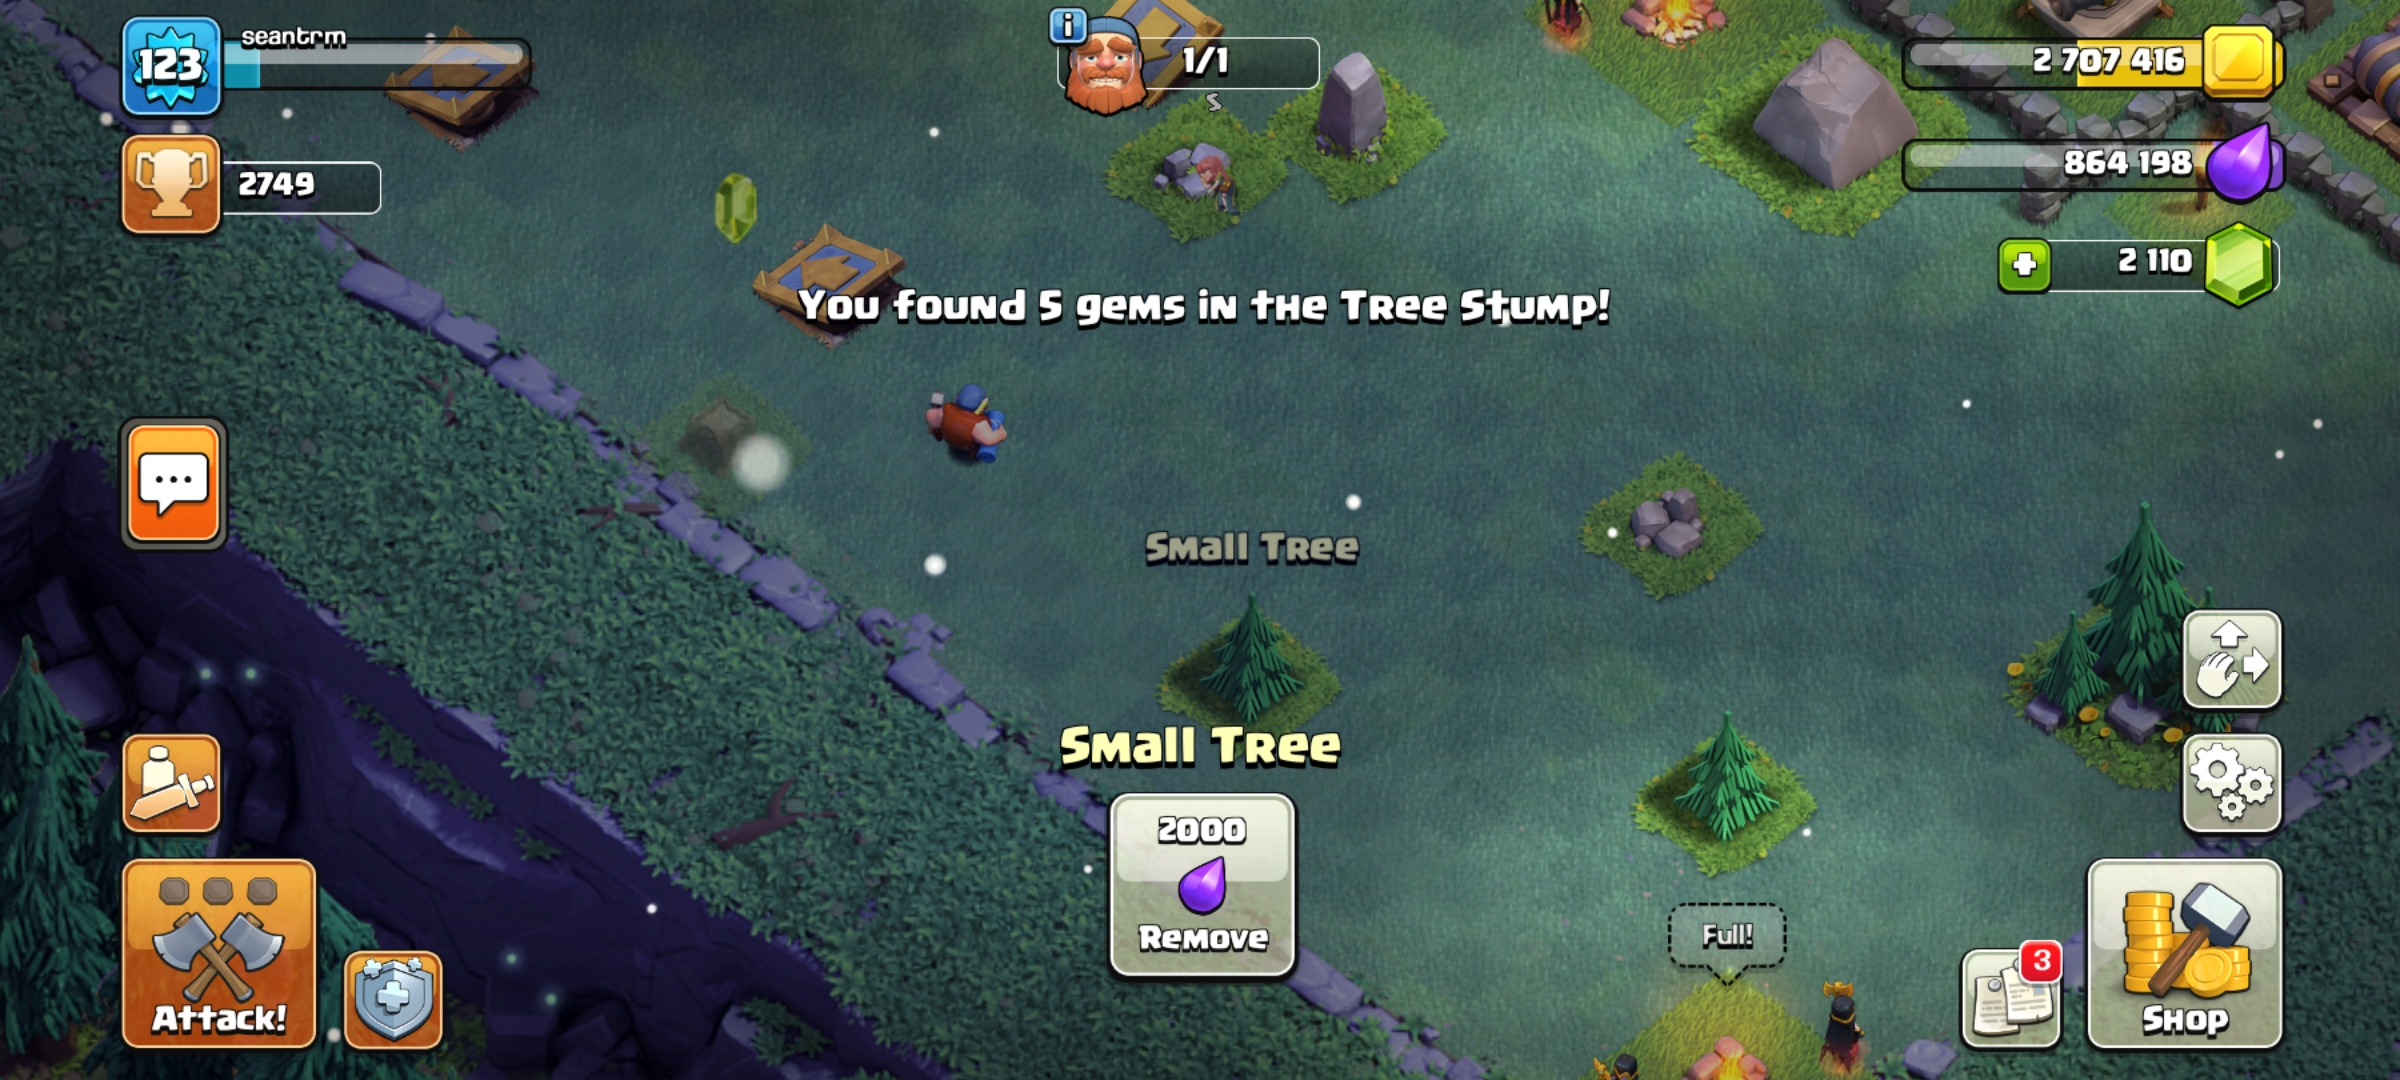 123
seantrm
1/1
S
2 707 416
864 198
2749
2 110
You found 5 gems in the Tree Stump!
Small Tree
Small Tree
2000
Remove
Full!
3
Attack!
Shop